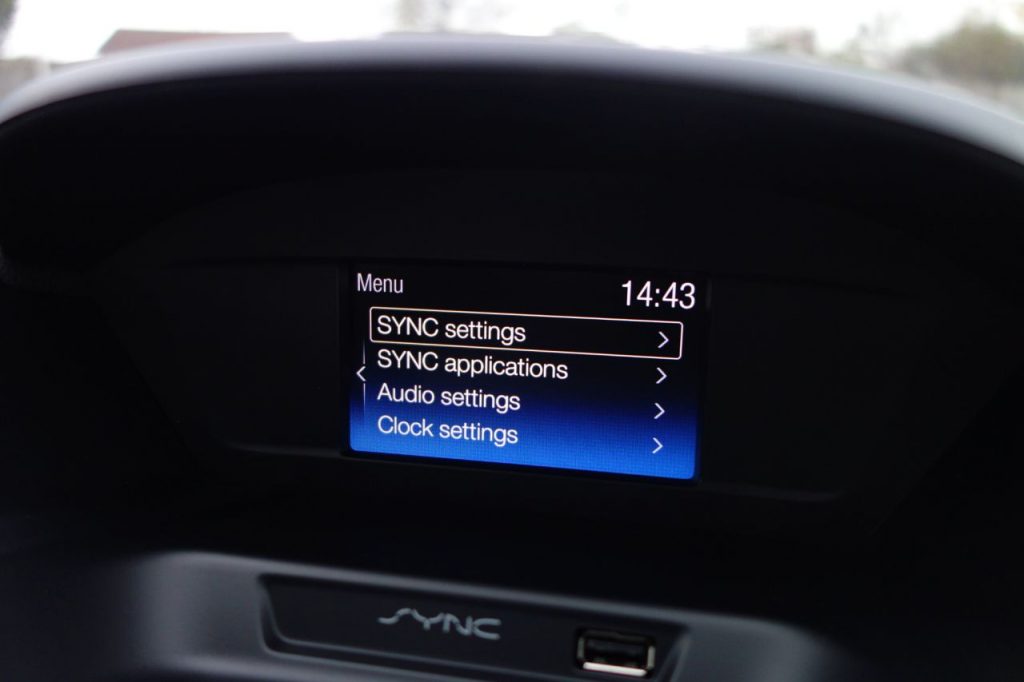 Menu
14:43
SYNC settings
SYNC applications
Audio settings
Clock settings
SYNC